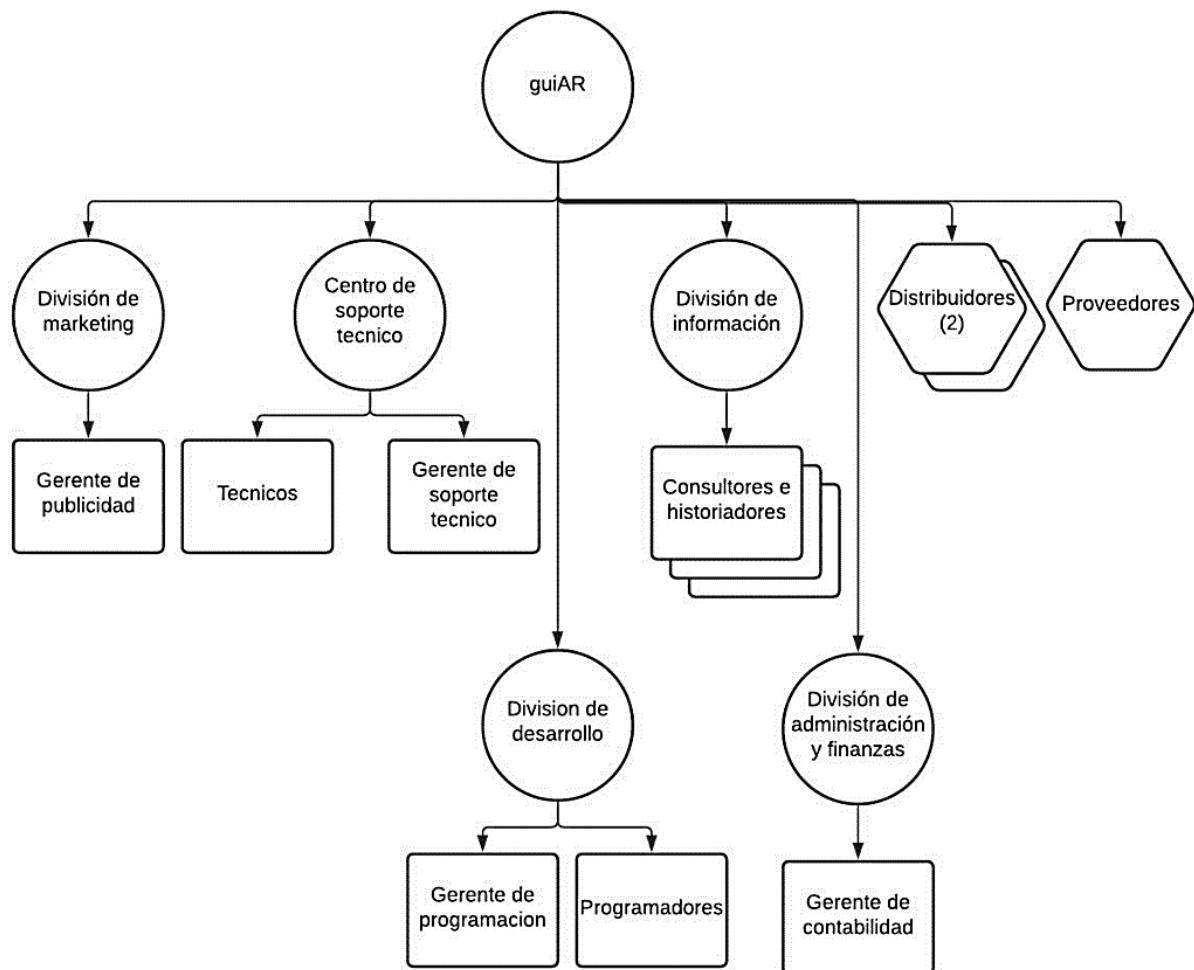 guiAR
División de
marketing
Centro de
soporte
tecnico
División de
información
Distribuidores
(2)
Proveedores
Gerente de
publicidad
Tecnicos
Gerente de
soporte
tecnico
Consultores e
historiadores
Division de
desarrollo
División de
administración
y finanzas
Gerente de
programacion
Programadores
Gerente de
contabilidad